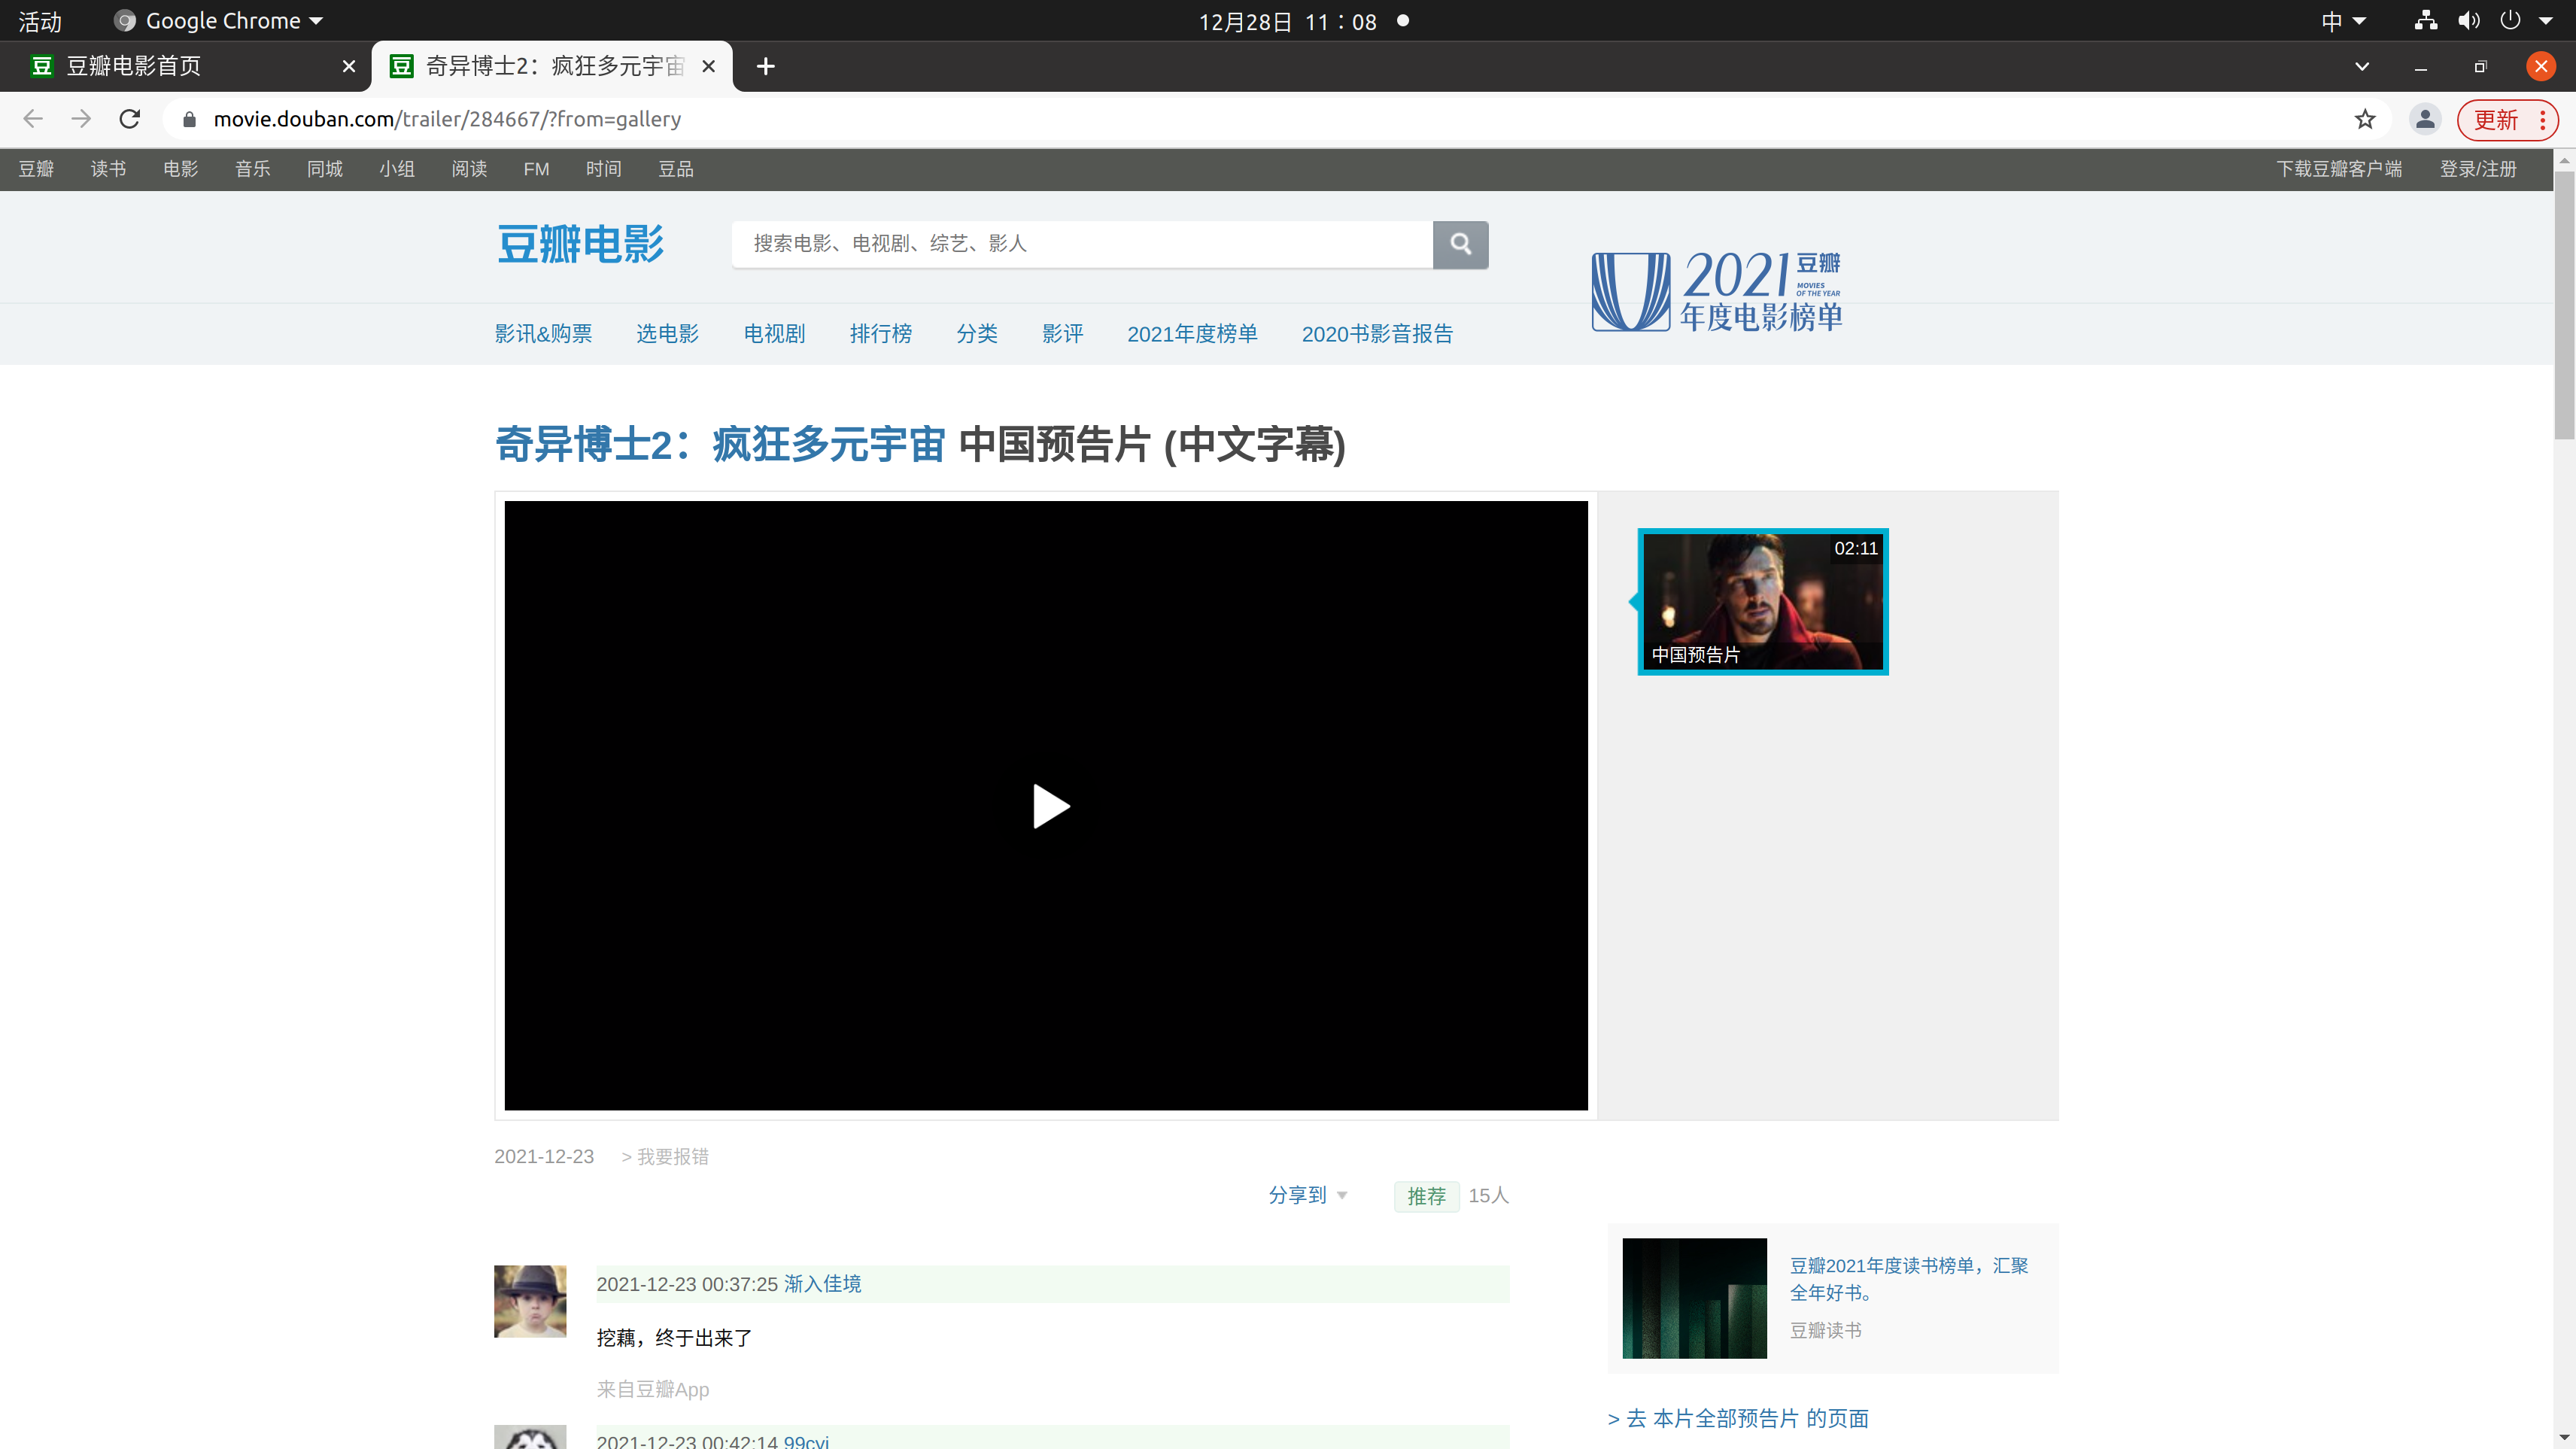 活动
Google Chrome
12月28日 11：08
中
豆瓣电影首页
奇异博士2：疯狂多元宇宙
movie.douban.com/trailer/284667/?from=gallery
更新
豆瓣 读书 电影 音乐 同城 小组 阅读 FM 时间 豆品
下载豆瓣客户端 登录/注册
豆瓣电影
搜索电影、电视剧、综艺、影人
2021 豆瓣
MOVIES
OF THE YEAR
年度电影榜单
影讯&购票 选电影 电视剧 排行榜 分类 影评 2021年度榜单 2020书影音报告
奇异博士2：疯狂多元宇宙 中国预告片 (中文字幕)
02:11
中国预告片
2021-12-23 > 我要报错
分享到 推荐 15人
2021-12-23 00:37:25 渐入佳境
挖藕，终于出来了
来自豆瓣App
2021-12-23 00:42:14 99cyj
豆瓣2021年度读书榜单，汇聚
全年好书。
豆瓣读书
> 去 本片全部预告片 的页面